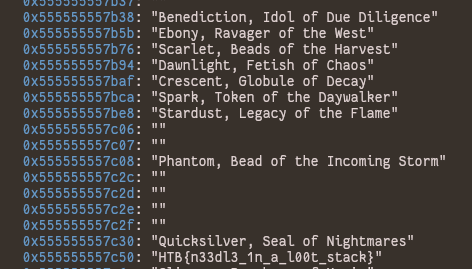 0x555555557b37:
0x555555557b38: "Benediction, Idol of Due Diligence"
0x555555557b5b: "Ebony, Ravager of the West"
0x555555557b76: "Scarlet, Beads of the Harvest"
0x555555557b94: "Dawnlight, Fetish of Chaos"
0x555555557baf: "Crescent, Globule of Decay"
0x555555557bca: "Spark, Token of the Daywalker"
0x555555557be8: "Stardust, Legacy of the Flame"
0x555555557c06: ""
0x555555557c07: ""
0x555555557c08: "Phantom, Bead of the Incoming Storm"
0x555555557c2c: ""
0x555555557c2d: ""
0x555555557c2e: ""
0x555555557c2f: ""
0x555555557c30: "Quicksilver, Seal of Nightmares"
0x555555557c50: "HTB{n33dl3_1n_a_l00t_stack}"